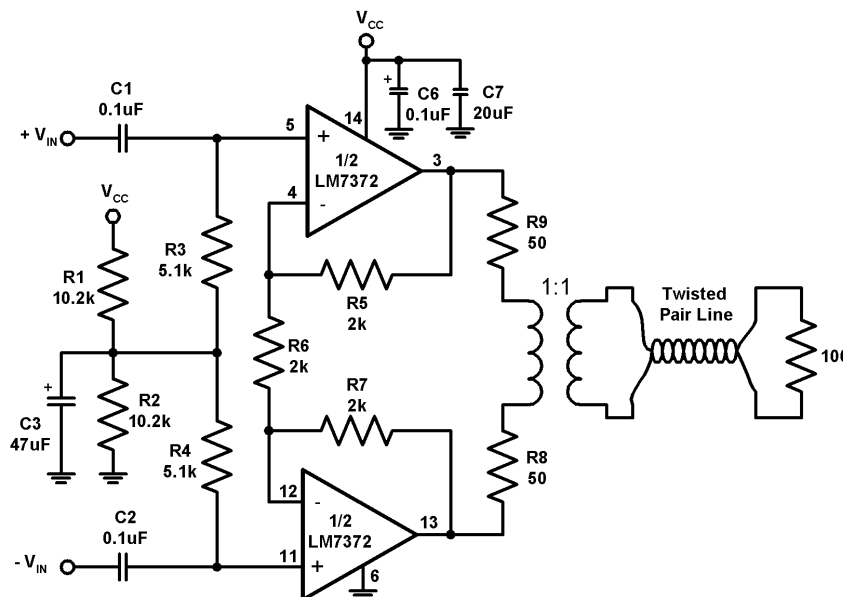 VCC
C1
0.1uF
C6
0.1uF
C7
20uF
14
+ VIN
5
+
1/2
LM7372
3
4
-
VCC
R9
50
R3
5.1k
R1
10.2k
R5
2k
1:1
Twisted
Pair Line
R6
2k
100
+
R2
10.2k
R7
2k
C3
47uF
R4
5.1k
R8
50
12
-
1/2
LM7372
13
C2
0.1uF
11
+
6
- VIN